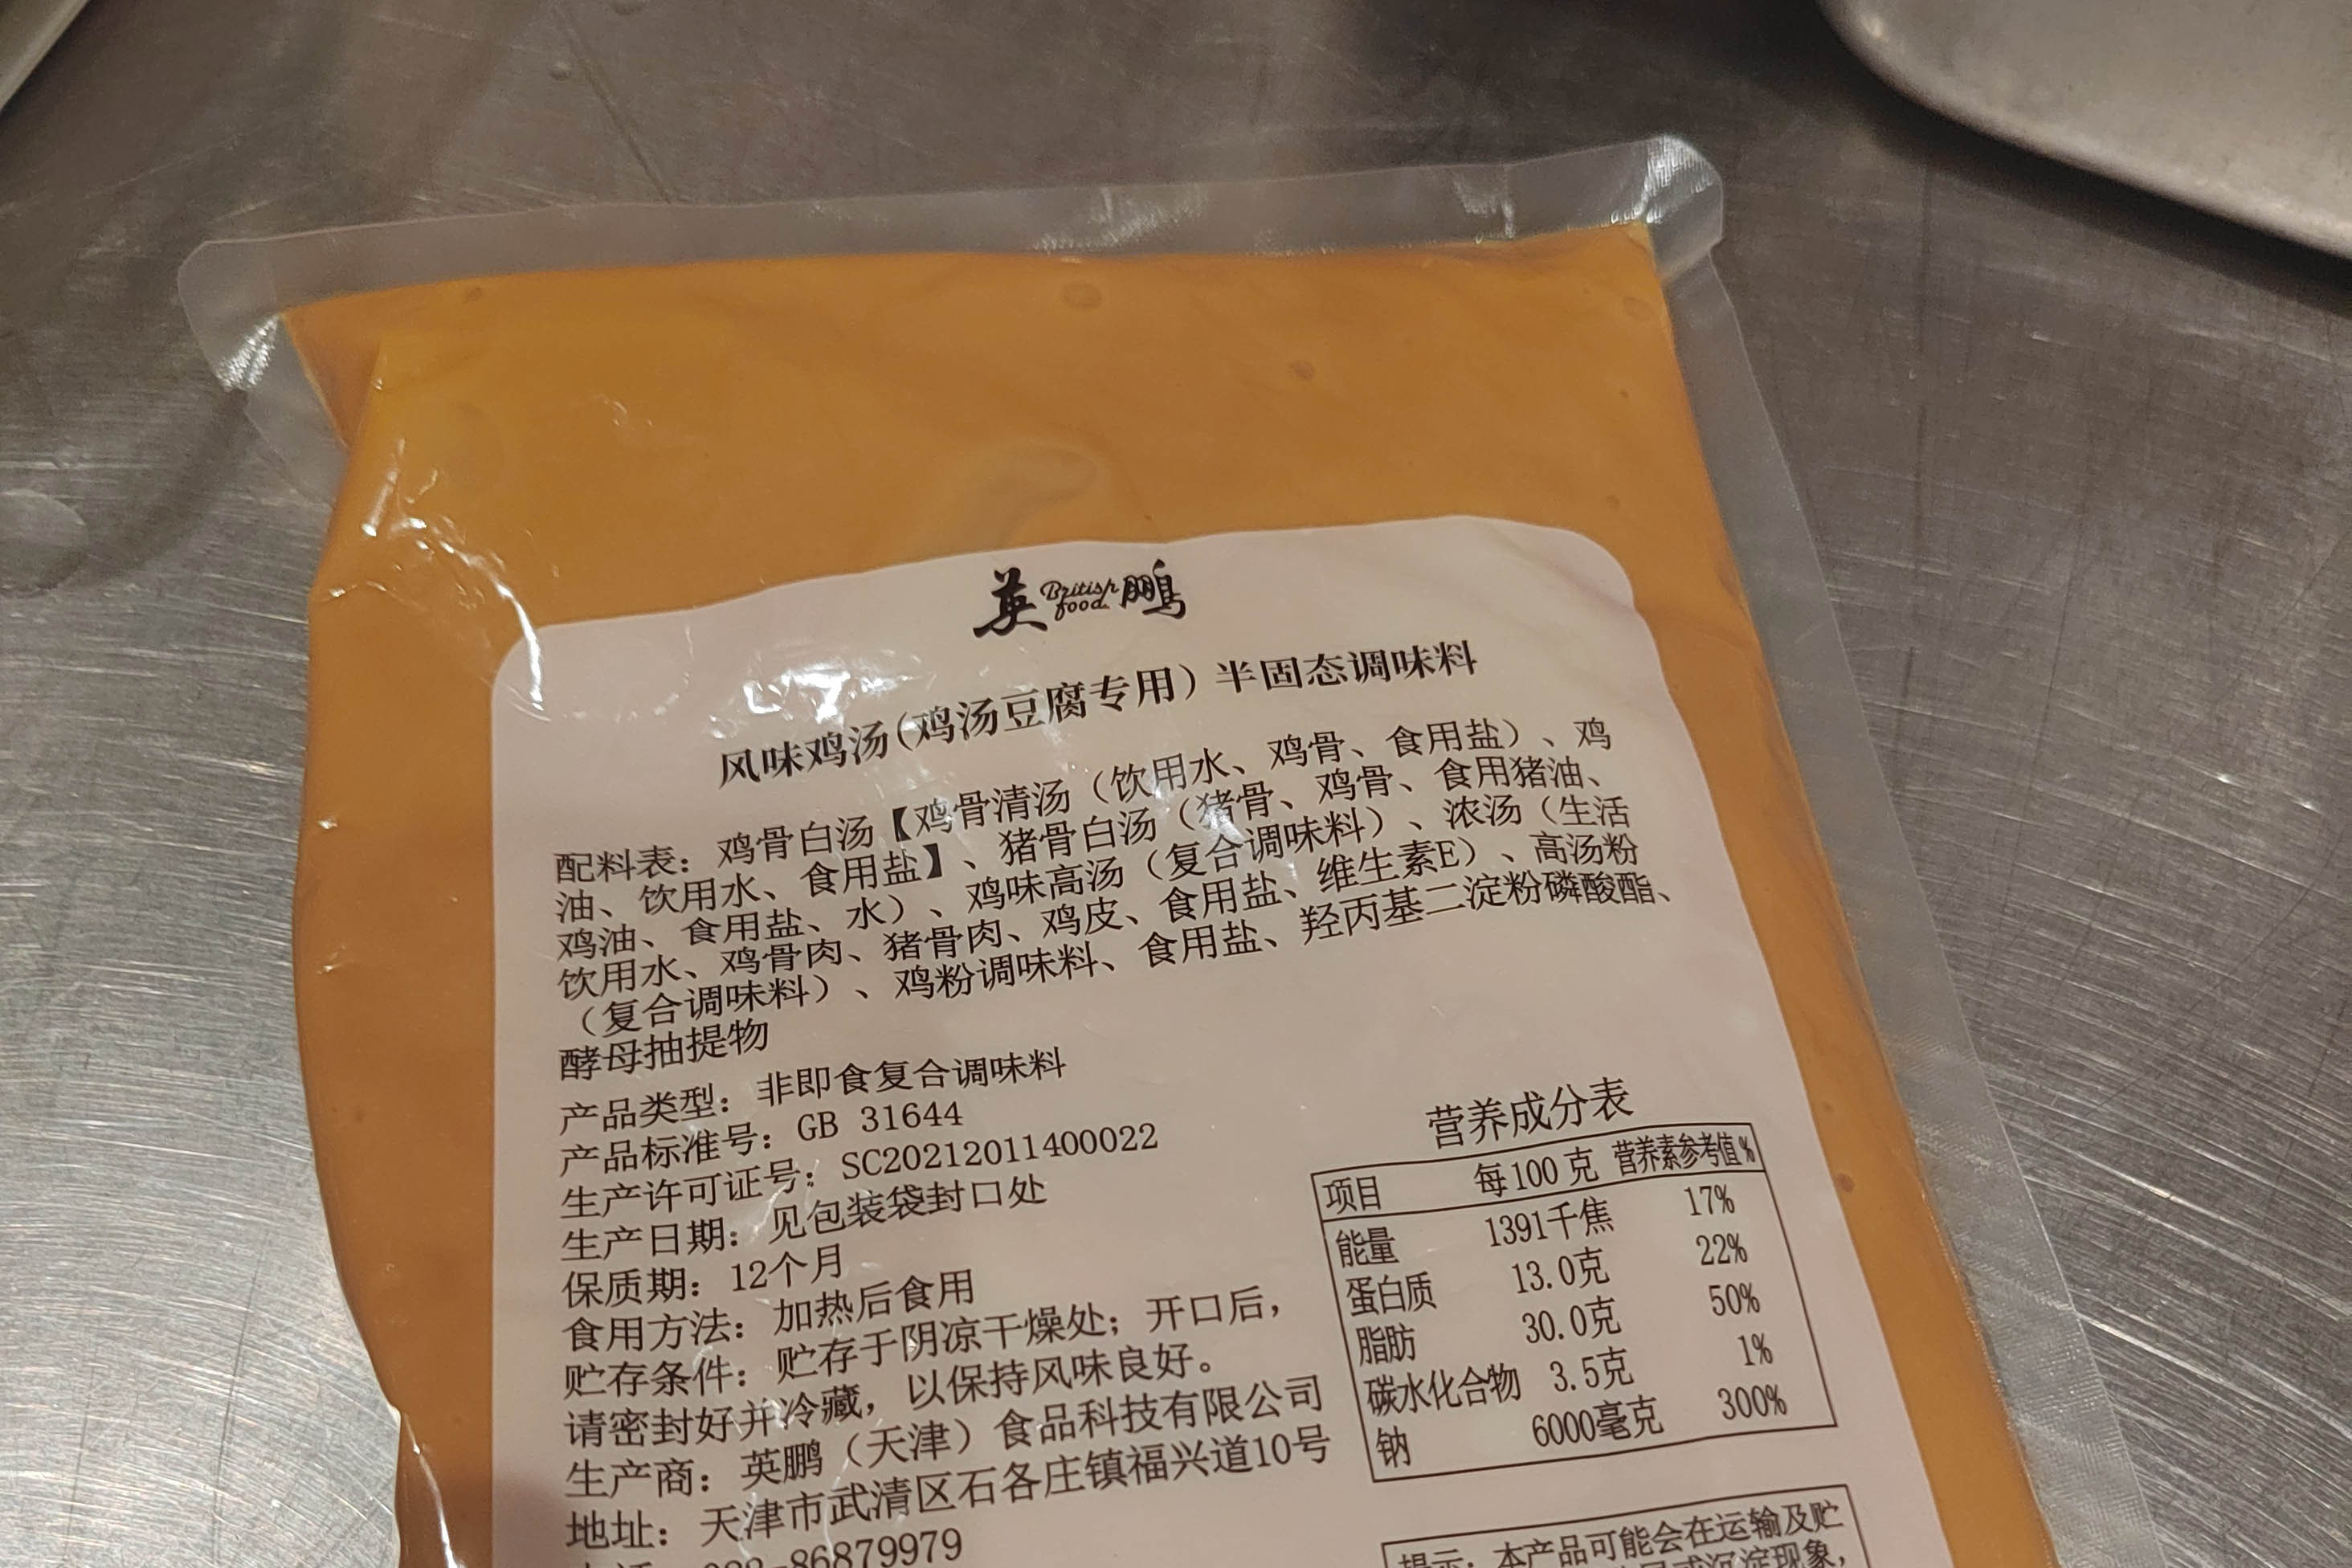 英 British food 鹏
风味鸡汤(鸡汤豆腐专用)半固态调味料
配料表：鸡骨白汤【鸡骨清汤（饮用水、鸡骨、食用盐）、鸡
油、饮用水、食用盐】、猪骨白汤（猪骨、鸡骨、食用猪油、
鸡油、食用盐、水）、鸡味高汤（复合调味料）、浓汤（生活
饮用水、鸡骨肉、猪骨肉、鸡皮、食用盐、维生素E）、高汤粉
（复合调味料）、鸡粉调味料、食用盐、羟丙基二淀粉磷酸酯、
酵母抽提物
产品类型：非即食复合调味料
产品标准号：GB 31644
生产许可证号：SC20212011400022
生产日期：见包装袋封口处
保质期：12个月
食用方法：加热后食用
贮存条件：贮存于阴凉干燥处；开口后，
请密封好并冷藏，以保持风味良好。
生产商：英鹏（天津）食品科技有限公司
地址：天津市武清区石各庄镇福兴道10号
86879979
营养成分表
项目 每100克 营养素参考值%
能量 1391千焦 17%
蛋白质 13.0克 22%
脂肪 30.0克 50%
碳水化合物 3.5克 1%
钠 6000毫克 300%
提示：本产品可能会在运输及贮
沉淀现象，